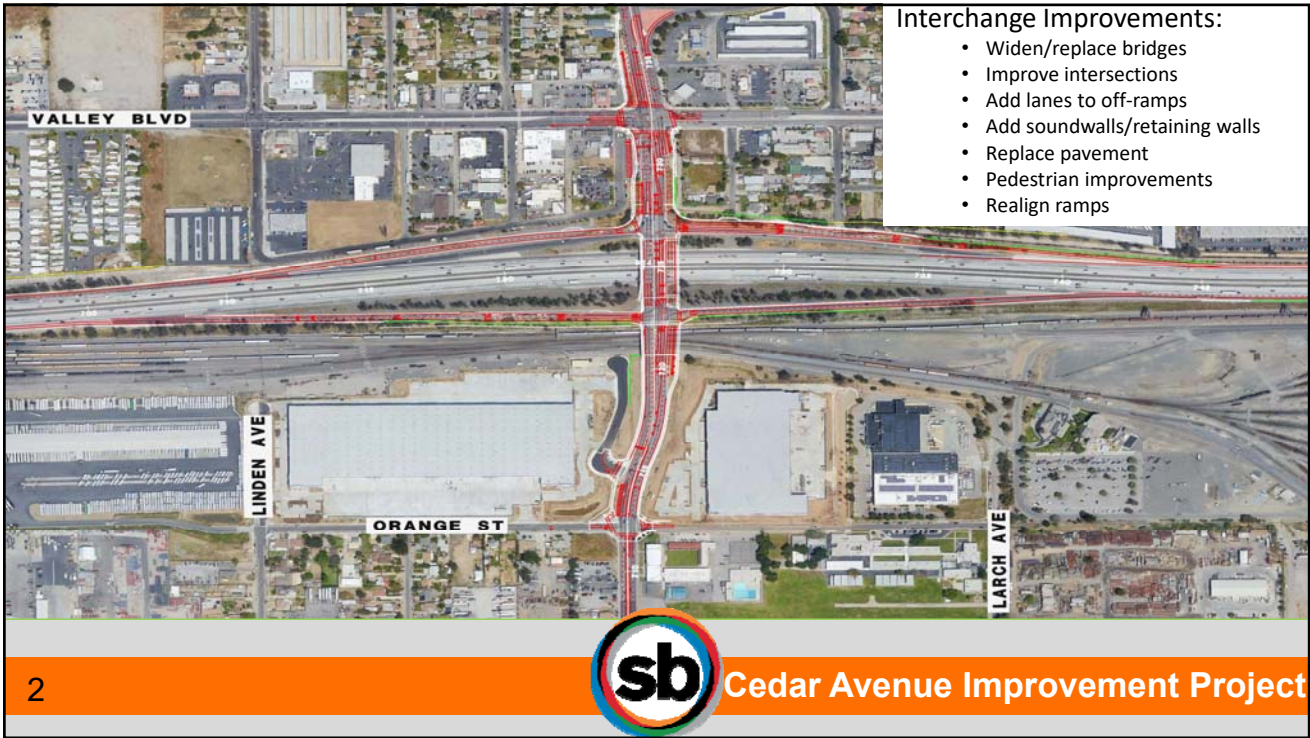 Interchange Improvements:
• Widen/replace bridges
• Improve intersections
• Add lanes to off-ramps
• Add soundwalls/retaining walls
• Replace pavement
• Pedestrian improvements
• Realign ramps
VALLEY BLVD
LINDEN AVE
ORANGE ST
LARCH AVE
2
sb
Cedar Avenue Improvement Project